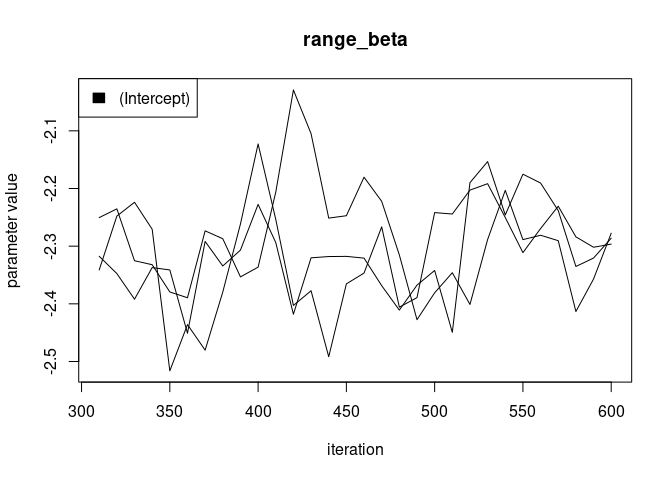 range_beta
(Intercept)
parameter value
-2.1
-2.2
-2.3
-2.4
-2.5
300 350 400 450 500 550 600
iteration